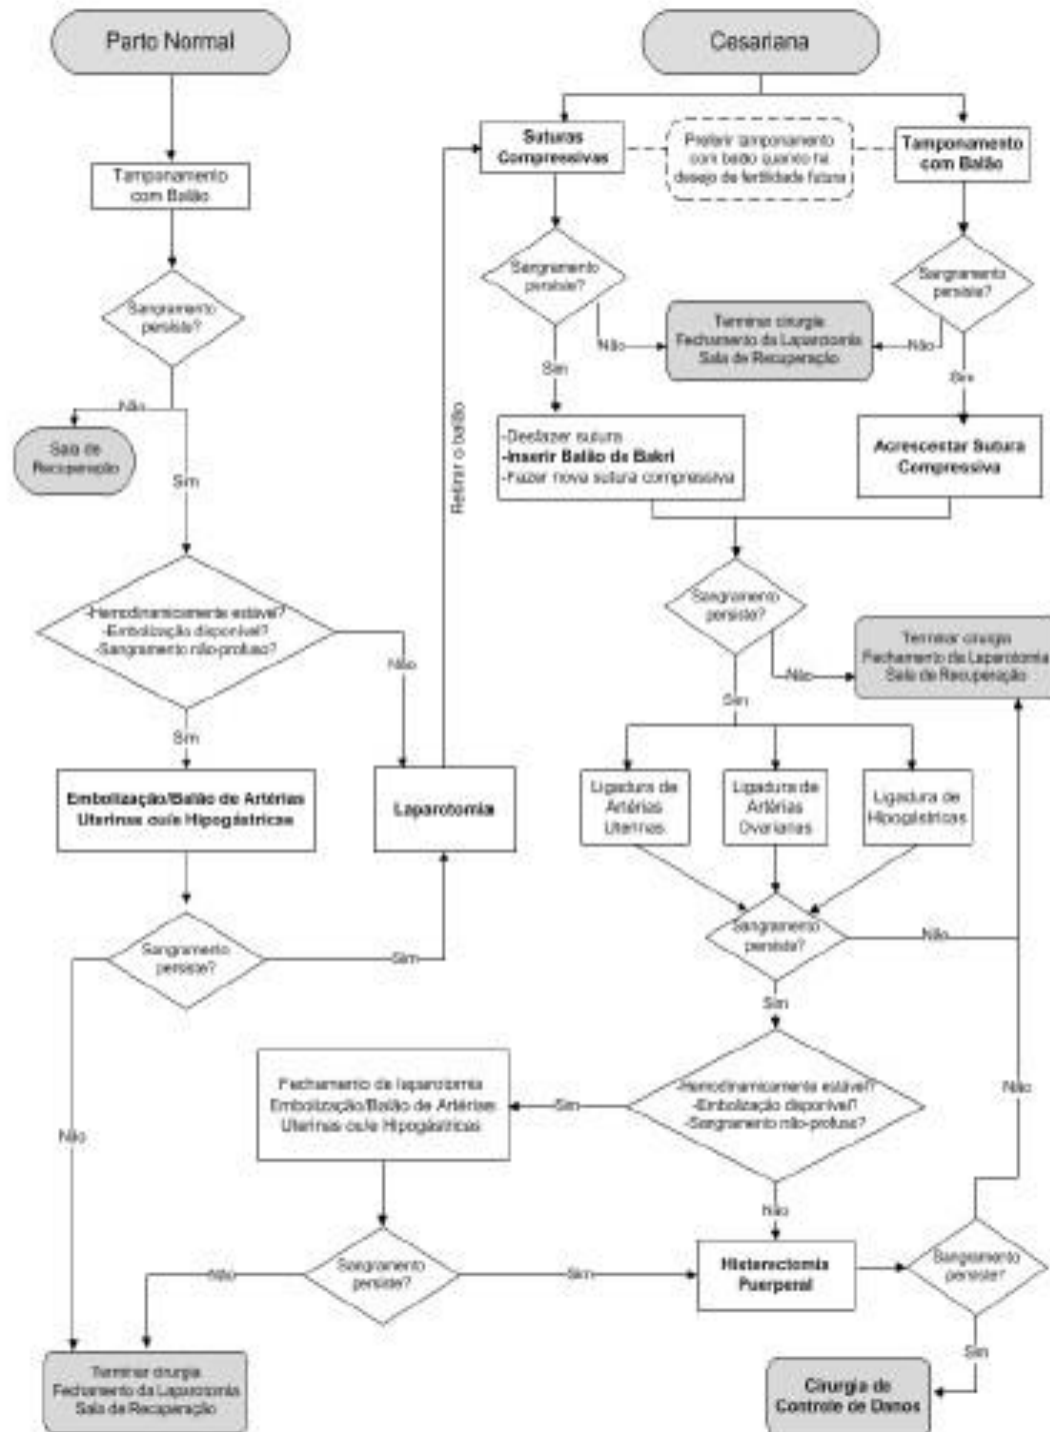 Parto Normal
Cesariana
Suturas
Compressivas
Preferir tamponamento
com balão quando há
desejo de fertilidade futura
Tamponamento
com Balão
Tamponamento
com Balão
Sangramento
persiste?
Sangramento
persiste?
Sangramento
persiste?
Não
Sala de
Recuperação
Sim
Retirar o balão
Terminar cirurgia
Fechamento da Laparotomia
Sala de Recuperação
Não
Não
Sim
Sim
-Desfazer sutura
-Inserir Balão de Bakri
-Fazer nova sutura compressiva
Acrescentar Sutura
Compressiva
-Hemodinamicamente estável?
-Embolização disponível?
-Sangramento não-profuso?
Não
Sim
Sangramento
persiste?
Não
Sim
Terminar cirurgia
Fechamento da Laparotomia
Sala de Recuperação
Embolização/Balão de Artérias
Uterinas ou/e Hipogástricas
Laparotomia
Ligadura de
Artérias
Uterinas
Ligadura de
Artérias
Ovarianas
Ligadura de
Hipogástricas
Sangramento
persiste?
Sim
Não
Sangramento
persiste?
Não
Sim
Fechamento de laparotomia
Embolização/Balão de Artérias
Uterinas ou/e Hipogástricas
Sim
-Hemodinamicamente estável?
-Embolização disponível?
-Sangramento não-profuso?
Não
Não
Sangramento
persiste?
Não
Sim
Histerectomia
Puerperal
Sangramento
persiste?
Sim
Terminar cirurgia
Fechamento da Laparotomia
Sala de Recuperação
Cirurgia de
Controle de Danos